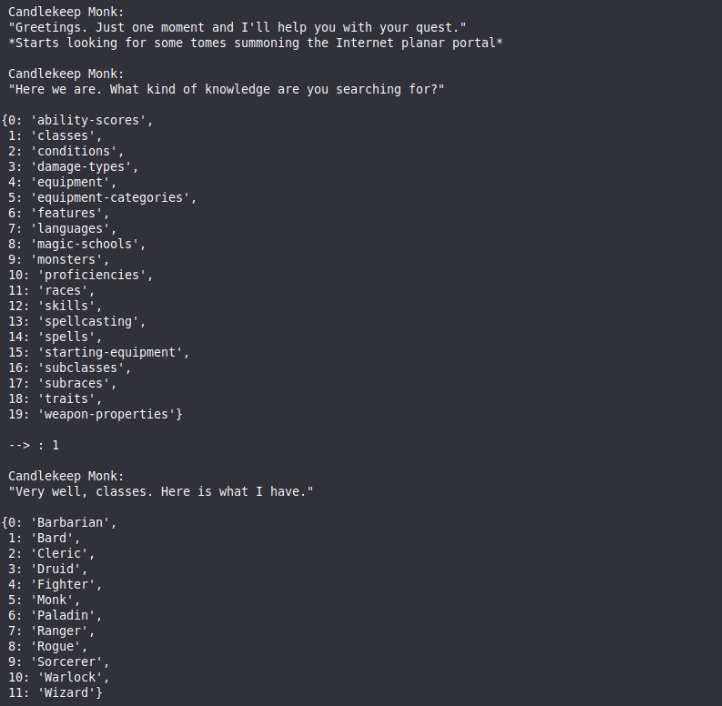 Candlekeep Monk:
"Greetings. Just one moment and I'll help you with your quest."
*Starts looking for some tomes summoning the Internet planar portal*
Candlekeep Monk:
"Here we are. What kind of knowledge are you searching for?"
{0: 'ability-scores',
1: 'classes',
2: 'conditions',
3: 'damage-types',
4: 'equipment',
5: 'equipment-categories',
6: 'features',
7: 'languages',
8: 'magic-schools',
9: 'monsters',
10: 'proficiencies',
11: 'races',
12: 'skills',
13: 'spellcasting',
14: 'spells',
15: 'starting-equipment',
16: 'subclasses',
17: 'subraces',
18: 'traits',
19: 'weapon-properties'}
--> : 1
Candlekeep Monk:
"Very well, classes. Here is what I have."
{0: 'Barbarian',
1: 'Bard',
2: 'Cleric',
3: 'Druid',
4: 'Fighter',
5: 'Monk',
6: 'Paladin',
7: 'Ranger',
8: 'Rogue',
9: 'Sorcerer',
10: 'Warlock',
11: 'Wizard'}